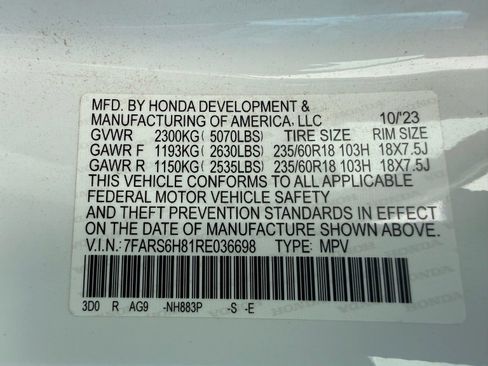 MFD. BY HONDA DEVELOPMENT &
MANUFACTURING OF AMERICA, LLC 10/'23
GVWR 2300KG( 5070LBS) TIRE SIZE RIM SIZE
GAWR F 1193KG( 2630LBS) 235/60R18 103H 18X7.5J
GAWR R 1150KG( 2535LBS) 235/60R18 103H 18X7.5J
THIS VEHICLE CONFORMS TO ALL APPLICABLE
FEDERAL MOTOR VEHICLE SAFETY
AND THEFT PREVENTION STANDARDS IN EFFECT
ON THE DATE OF MANUFACTURE SHOWN ABOVE.
V.I.N.: 7FARS6H81RE036698 TYPE: MPV
3D0 R AG9 -NH883P -S -E